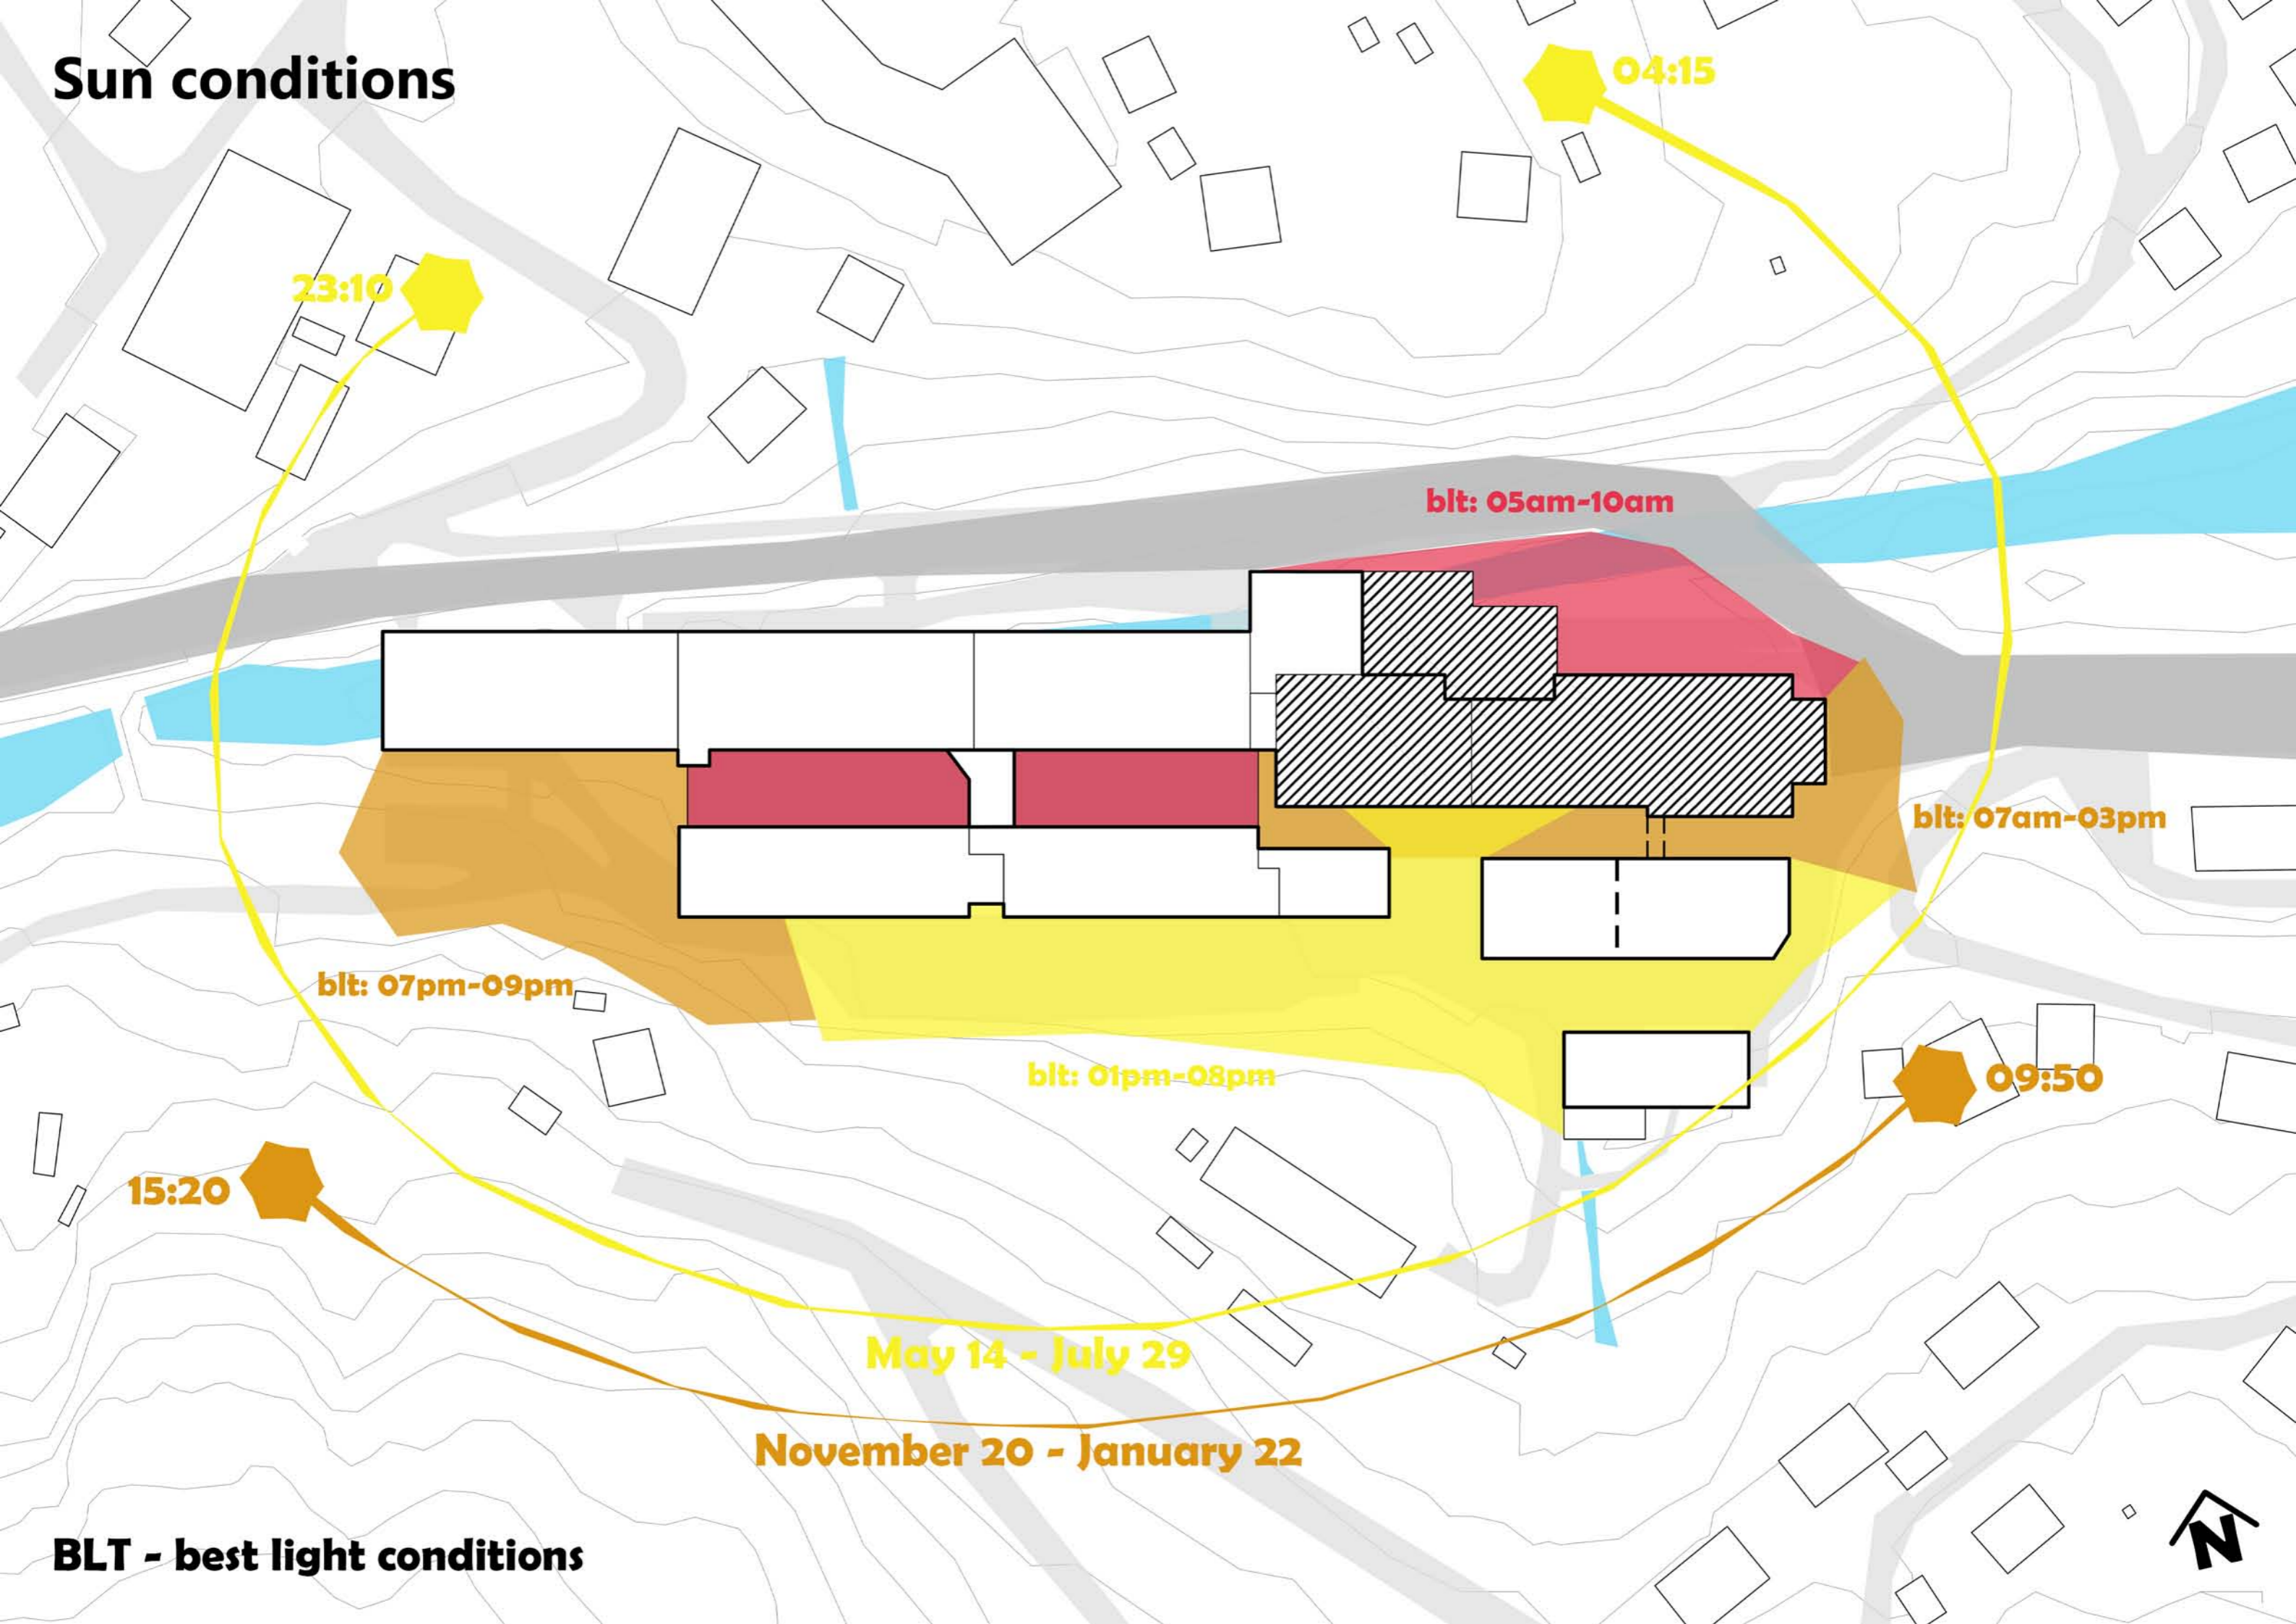 Sun conditions
04:15
23:10
blt: 05am-10am
blt: 07am-03pm
blt: 07pm-09pm
blt: 01pm-08pm
09:50
15:20
May 14 - July 29
November 20 - January 22
BLT - best light conditions
N